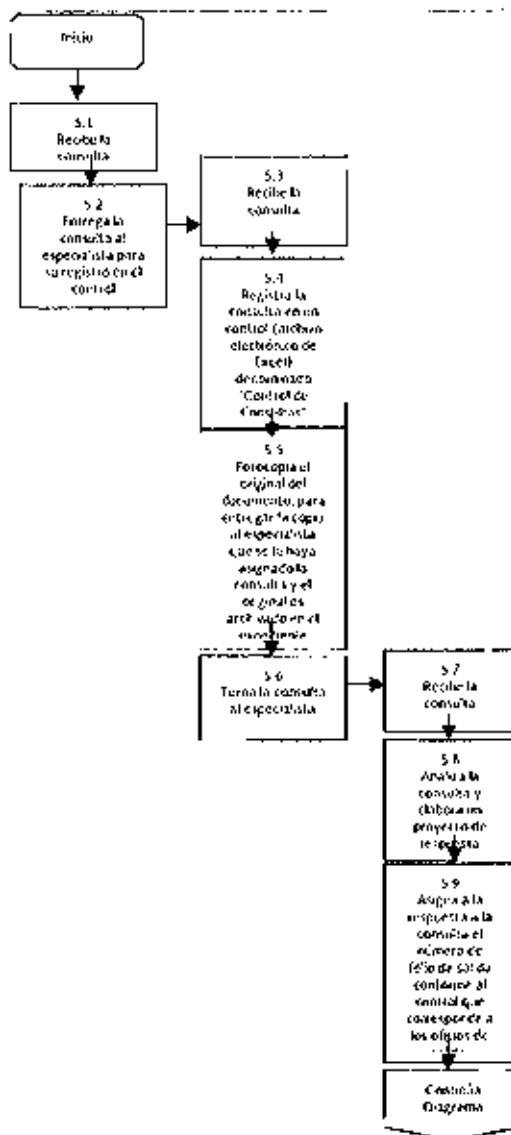 Inicio
5.1
Recibe la
consulta
5.2
Entrega la
consulta al
especialista para
su registro en el
control
5.3
Recibe la
consulta
5.4
Registra la
consulta en un
control (archivo
electrónico de
Excel)
denominado
"Control de
Consultas"
5.5
Fotocopia el
original del
documento, para
entregar la copia
al especialista
que se le haya
asignado la
consulta y el
original es
archivado en el
expediente
5.6
Turna la consulta
al especialista
5.7
Recibe la
consulta
5.8
Analiza la
consulta y
elabora un
proyecto de
respuesta
5.9
Asigna a la
respuesta a la
consulta el
número de
folio de salida
conforme al
control que
corresponde a
los oficios de
Diagrama